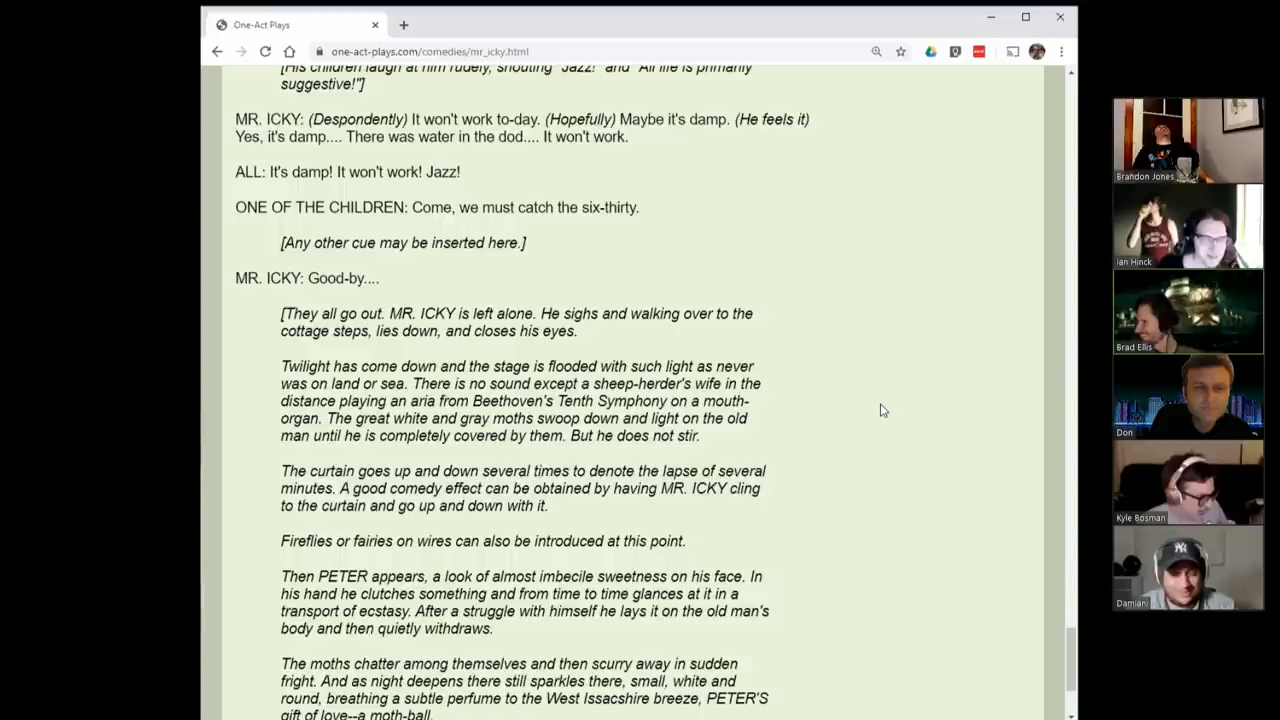 One-Act Plays
one-act-plays.com/comedies/mr_icky.html
[His children laugh at him rudely, shouting "Jazz!" and "All life is primarily
suggestive!"]
MR. ICKY: (Despondently) It won't work to-day. (Hopefully) Maybe it's damp. (He feels it)
Yes, it's damp.... There was water in the dod.... It won't work.
ALL: It's damp! It won't work! Jazz!
ONE OF THE CHILDREN: Come, we must catch the six-thirty.
[Any other cue may be inserted here.]
MR. ICKY: Good-by....
[They all go out. MR. ICKY is left alone. He sighs and walking over to the
cottage steps, lies down, and closes his eyes.
Twilight has come down and the stage is flooded with such light as never
was on land or sea. There is no sound except a sheep-herder's wife in the
distance playing an aria from Beethoven's Tenth Symphony on a mouth-
organ. The great white and gray moths swoop down and light on the old
man until he is completely covered by them. But he does not stir.
The curtain goes up and down several times to denote the lapse of several
minutes. A good comedy effect can be obtained by having MR. ICKY cling
to the curtain and go up and down with it.
Fireflies or fairies on wires can also be introduced at this point.
Then PETER appears, a look of almost imbecile sweetness on his face. In
his hand he clutches something and from time to time glances at it in a
transport of ecstasy. After a struggle with himself he lays it on the old man's
body and then quietly withdraws.
The moths chatter among themselves and then scurry away in sudden
fright. And as night deepens there still sparkles there, small, white and
round, breathing a subtle perfume to the West Issacshire breeze, PETER'S
gift of love--a moth-ball.
Brandon Jones
Ian Hinck
Brad Ellis
Don
Kyle Bosman
Damiani